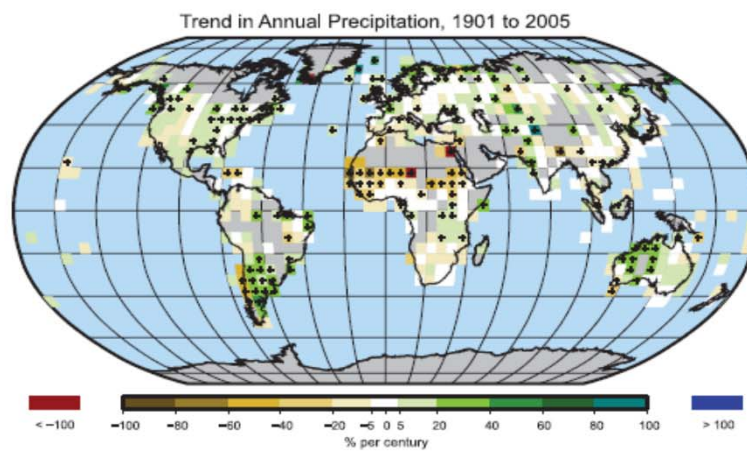 Trend in Annual Precipitation, 1901 to 2005
< –100
–100 –80 –60 –40 –20 –5 0 5 20 40 60 80 100
> 100
% per century